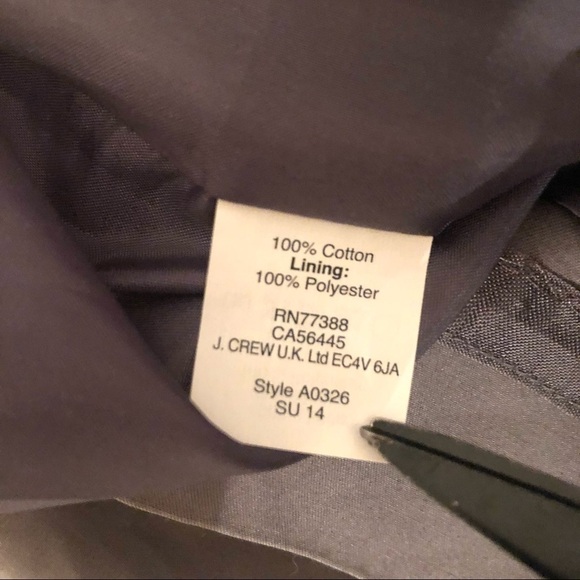 100% Cotton
Lining:
100% Polyester
RN77388
CA56445
J. CREW U.K. Ltd EC4V 6JA
Style A0326
SU 14